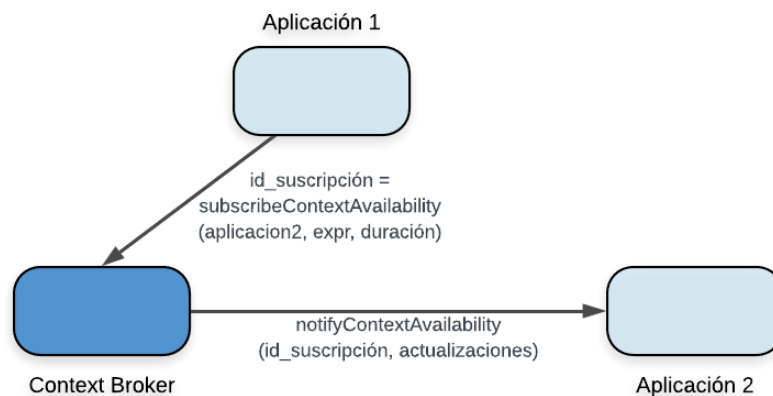 Aplicación 1
id_suscripción =
subscribeContextAvailability
(aplicacion2, expr, duración)
notifyContextAvailability
(id_suscripción, actualizaciones)
Context Broker
Aplicación 2